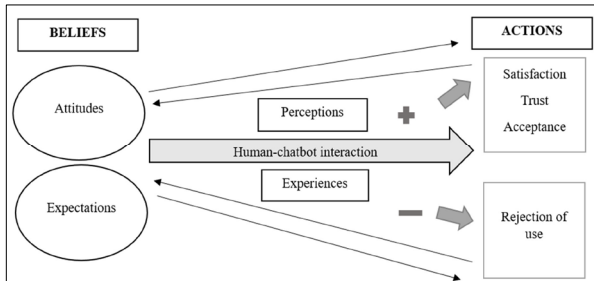 BELIEFS
ACTIONS
Attitudes
Expectations
Perceptions
+
Human-chatbot interaction
Experiences
−
Satisfaction
Trust
Acceptance
Rejection of
use